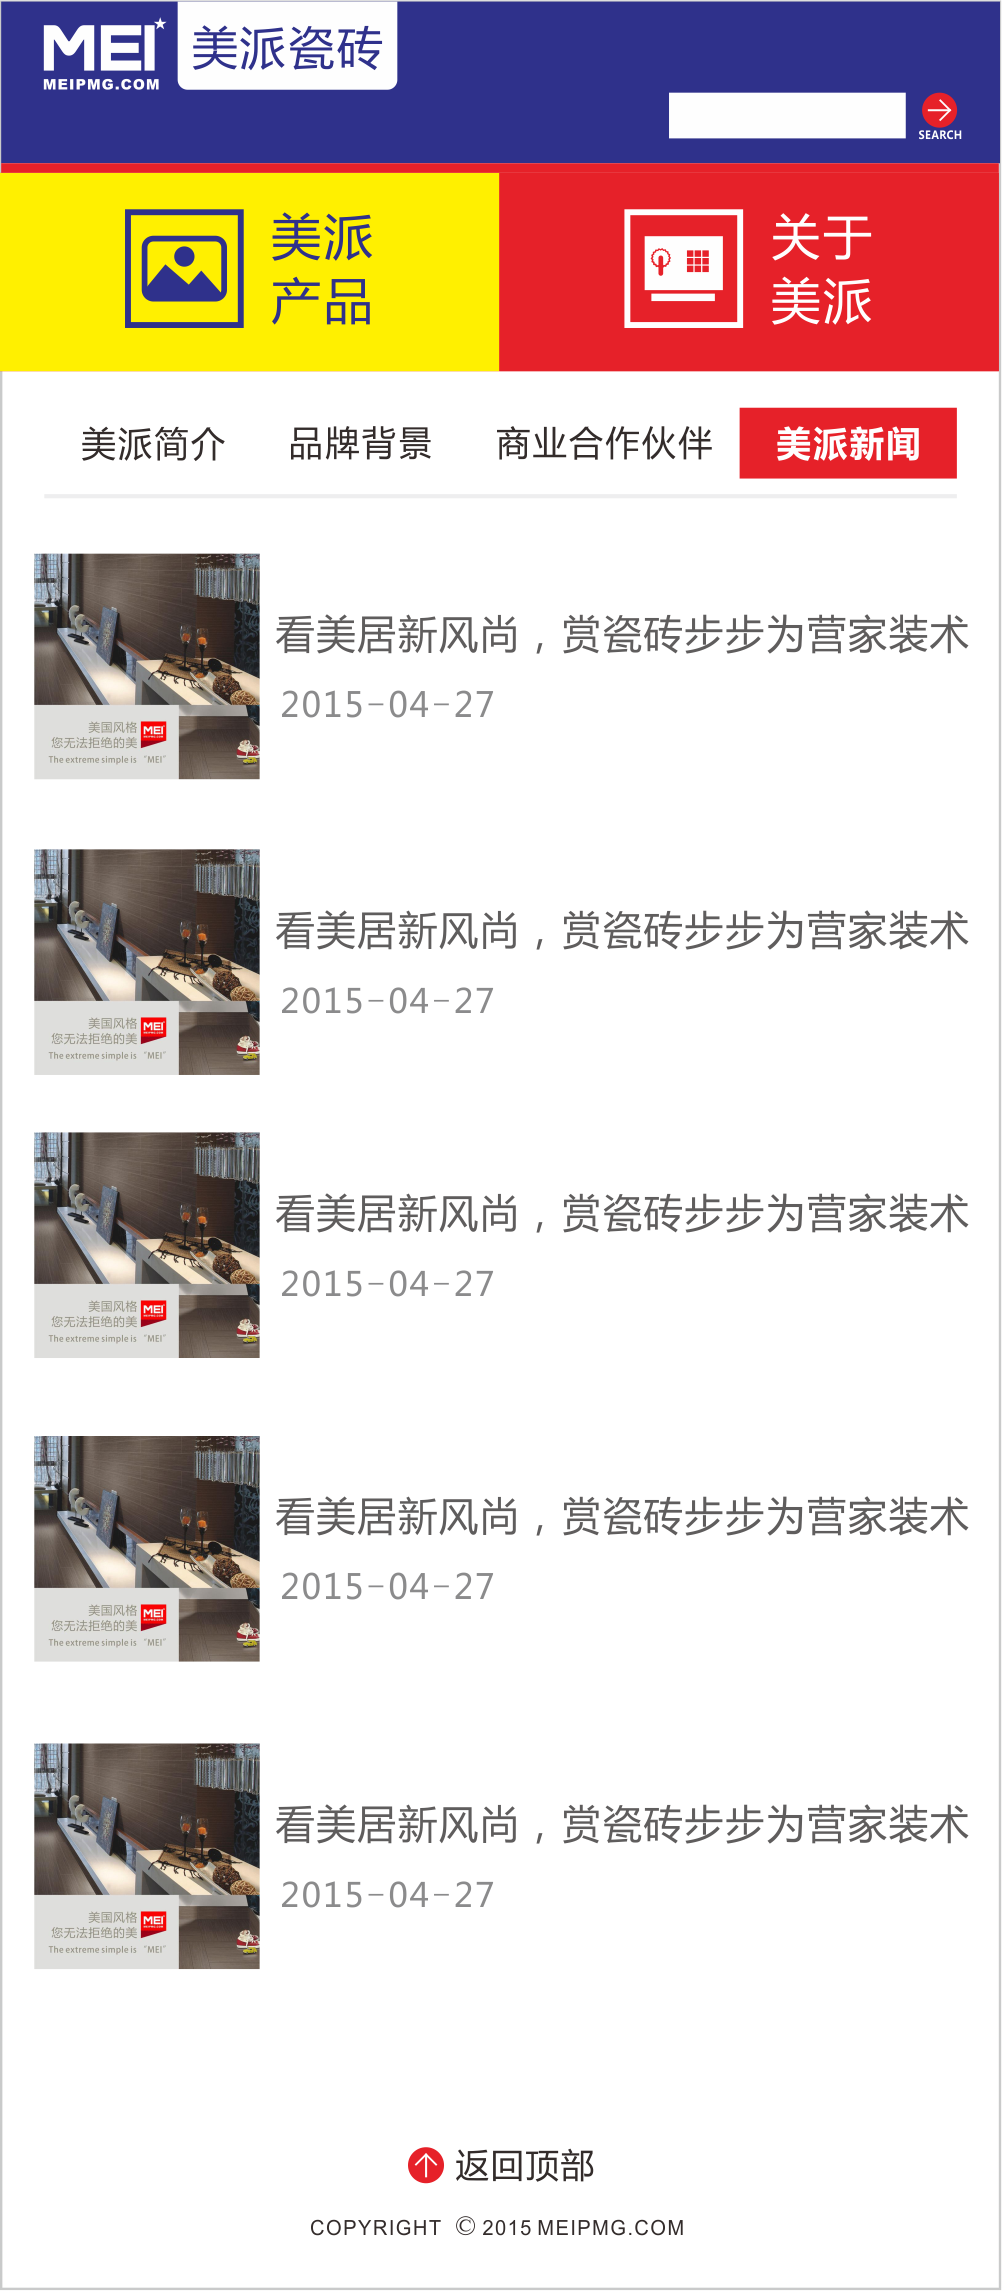 MEI
MEIPMG.COM
美派瓷砖
SEARCH
美派
产品
关于
美派
美派简介
品牌背景
商业合作伙伴
美派新闻
美国风格
您无法拒绝的美
MEI
The extreme simple is “MEI”
看美居新风尚，赏瓷砖步步为营家装术
2015-04-27
美国风格
您无法拒绝的美
MEI
The extreme simple is “MEI”
看美居新风尚，赏瓷砖步步为营家装术
2015-04-27
美国风格
您无法拒绝的美
MEI
The extreme simple is “MEI”
看美居新风尚，赏瓷砖步步为营家装术
2015-04-27
美国风格
您无法拒绝的美
MEI
The extreme simple is “MEI”
看美居新风尚，赏瓷砖步步为营家装术
2015-04-27
美国风格
您无法拒绝的美
MEI
The extreme simple is “MEI”
看美居新风尚，赏瓷砖步步为营家装术
2015-04-27
返回顶部
COPYRIGHT © 2015 MEIPMG.COM